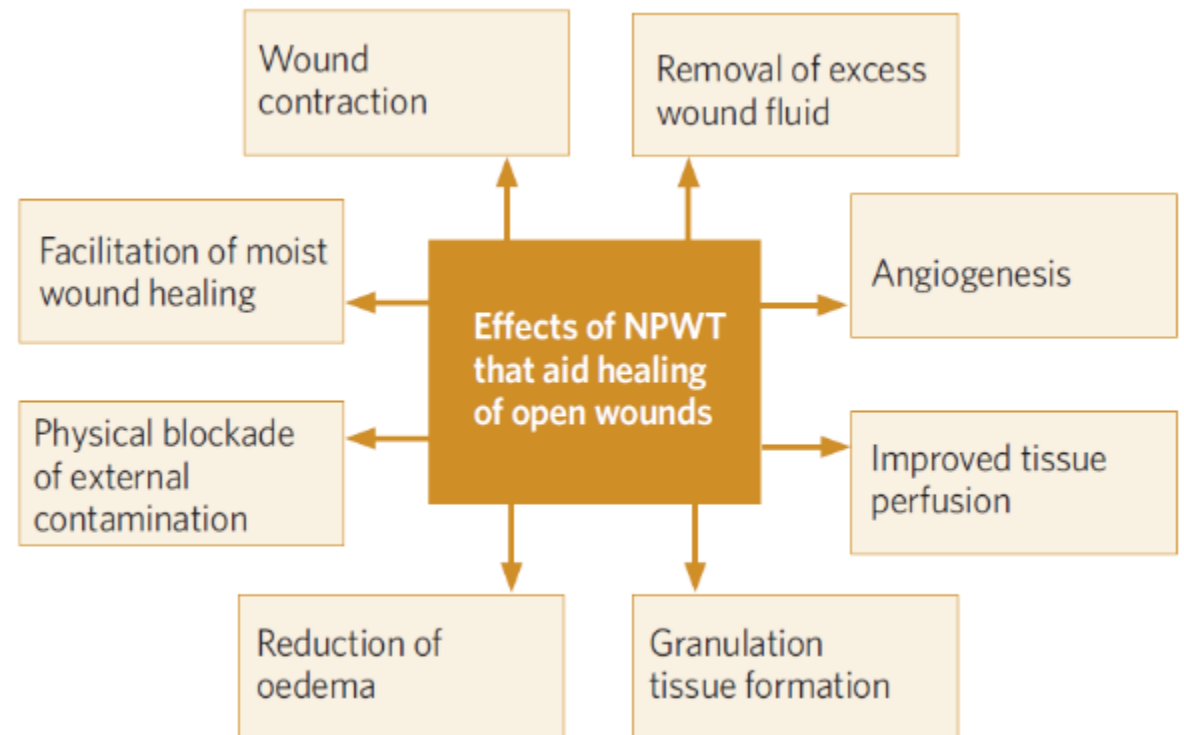 Wound
contraction
Removal of excess
wound fluid
Facilitation of moist
wound healing
Angiogenesis
Effects of NPWT
that aid healing
of open wounds
Physical blockade
of external
contamination
Improved tissue
perfusion
Reduction of
oedema
Granulation
tissue formation